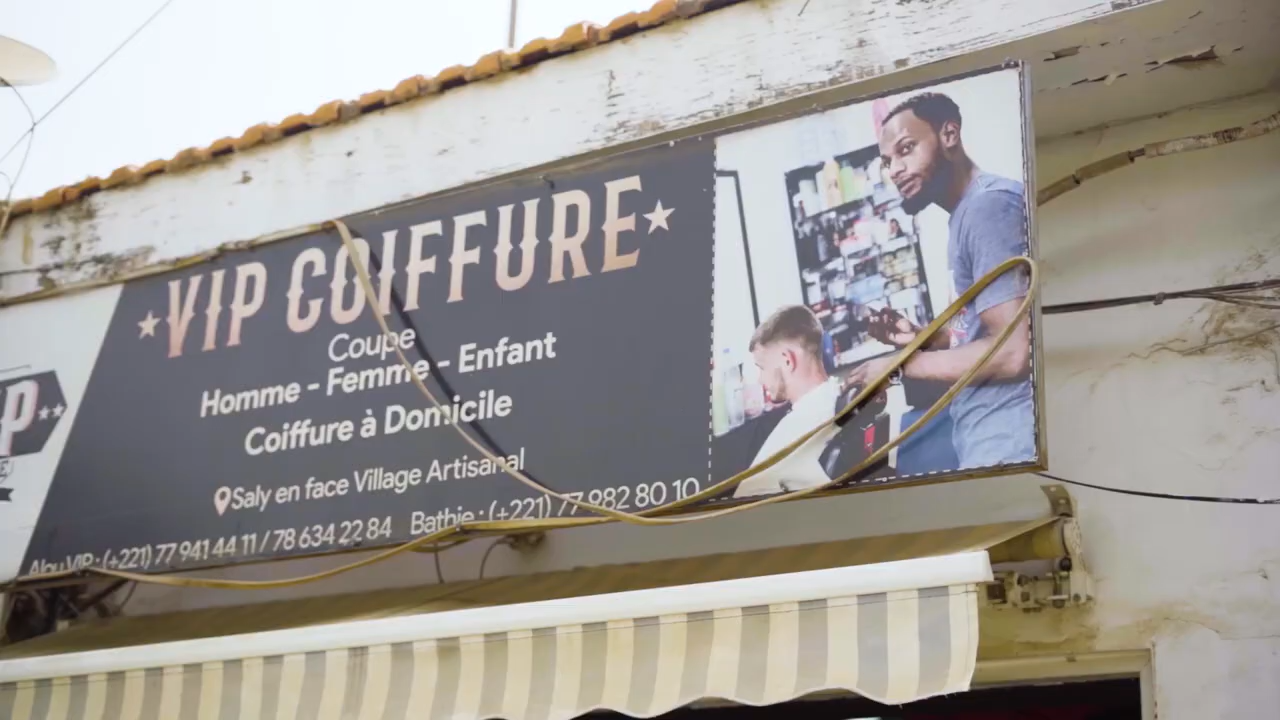 VIP COIFFURE
Coupe
Homme - Femme - Enfant
Coiffure à Domicile
Saly en face Village Artisanal
Alou VIP : (+221) 77 941 44 11 / 78 634 22 84 Bathie : (+221) 77 982 80 10